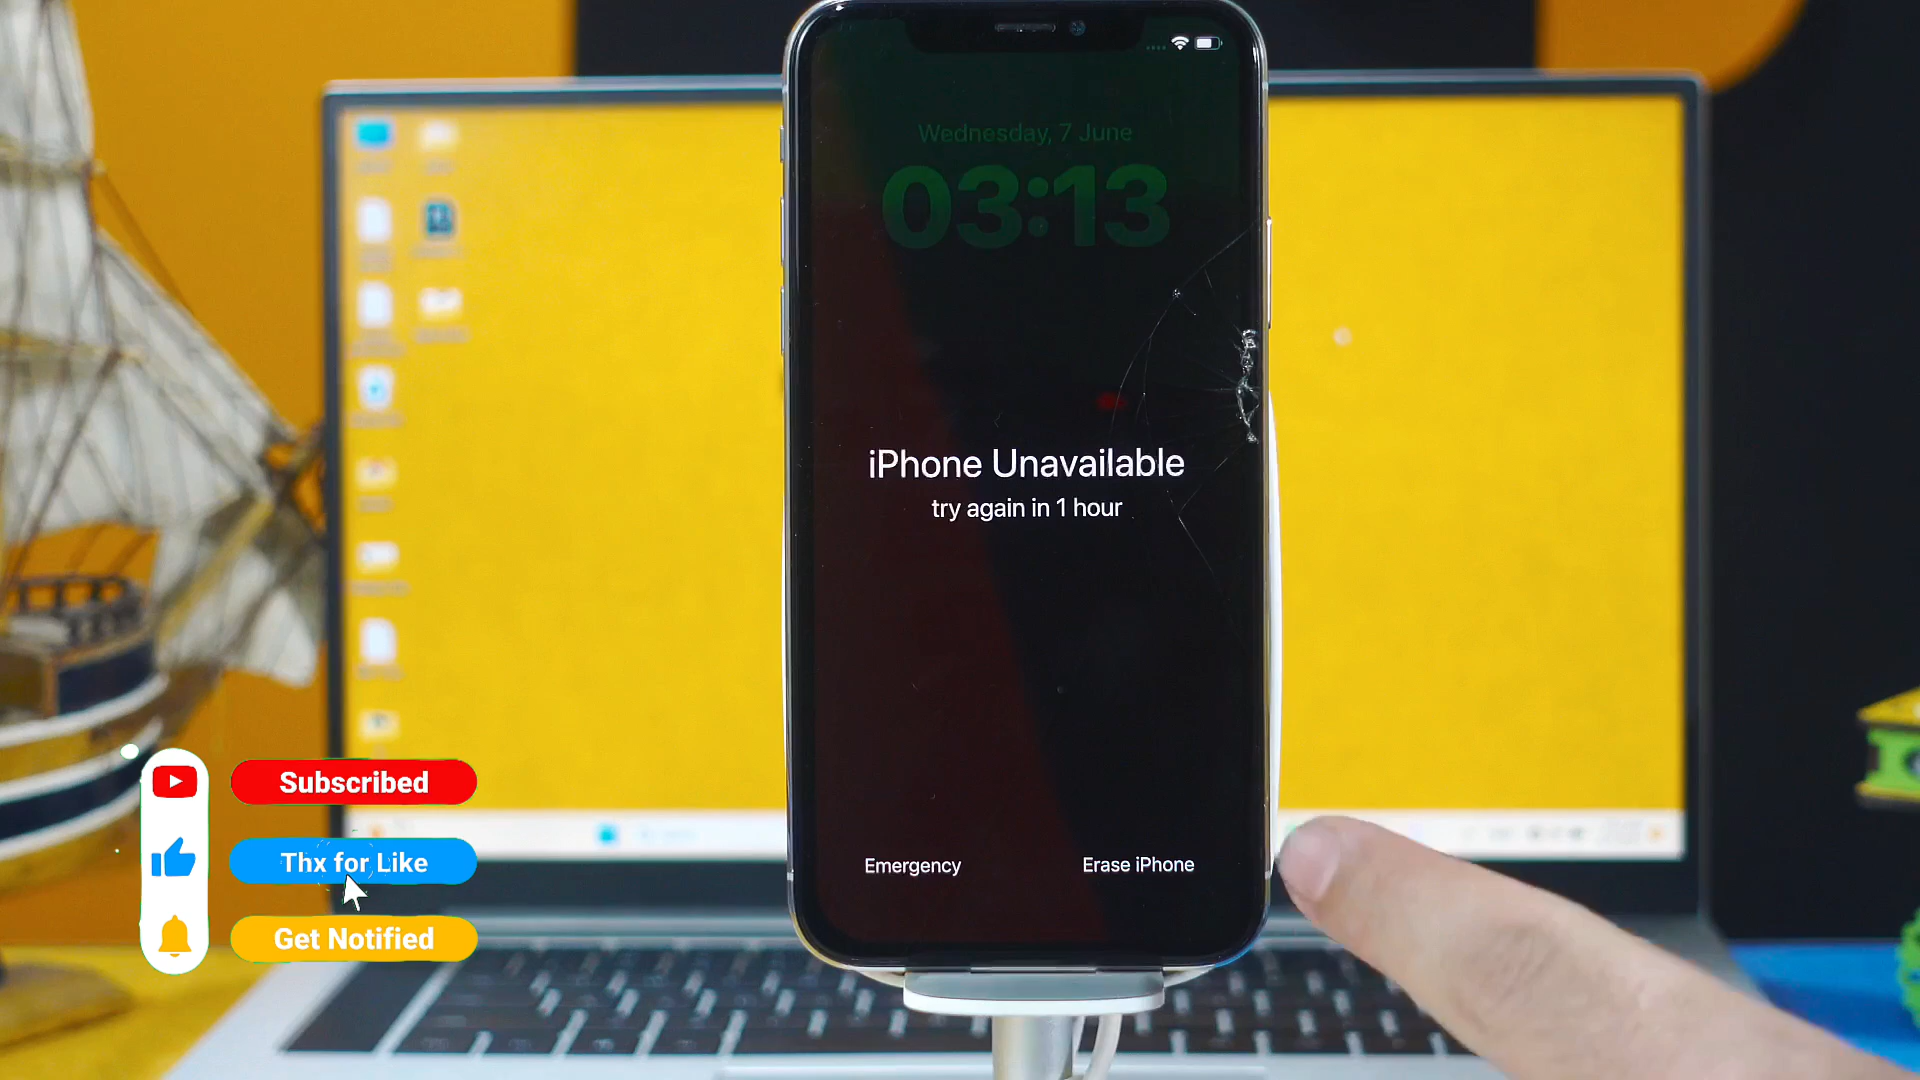 Wednesday, 7 June
03:13
iPhone Unavailable
try again in 1 hour
Emergency
Erase iPhone
Subscribed
Thx for Like
Get Notified